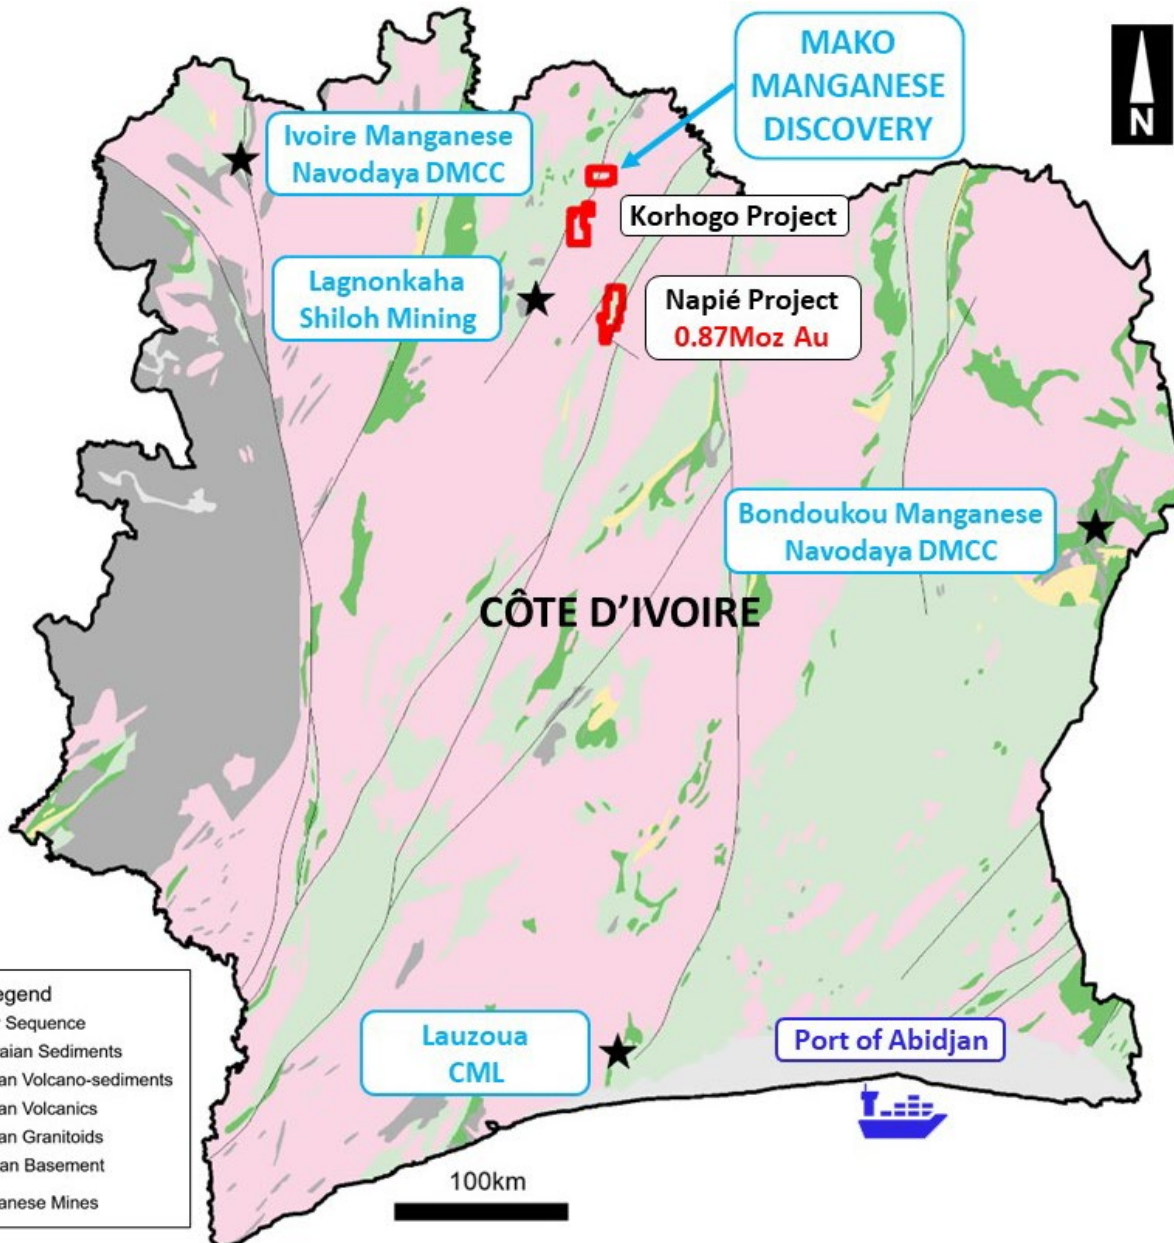 MAKO
MANGANESE
DISCOVERY
N
Ivoire Manganese
Navodaya DMCC
Korhogo Project
Lagnonkaha
Shiloh Mining
Napié Project
0.87Moz Au
Bondoukou Manganese
Navodaya DMCC
CÔTE D'IVOIRE
Lauzoua
CML
Port of Abidjan
100km
egend
Sequence
aian Sediments
an Volcano-sediments
an Volcanics
an Granitoids
an Basement
anese Mines